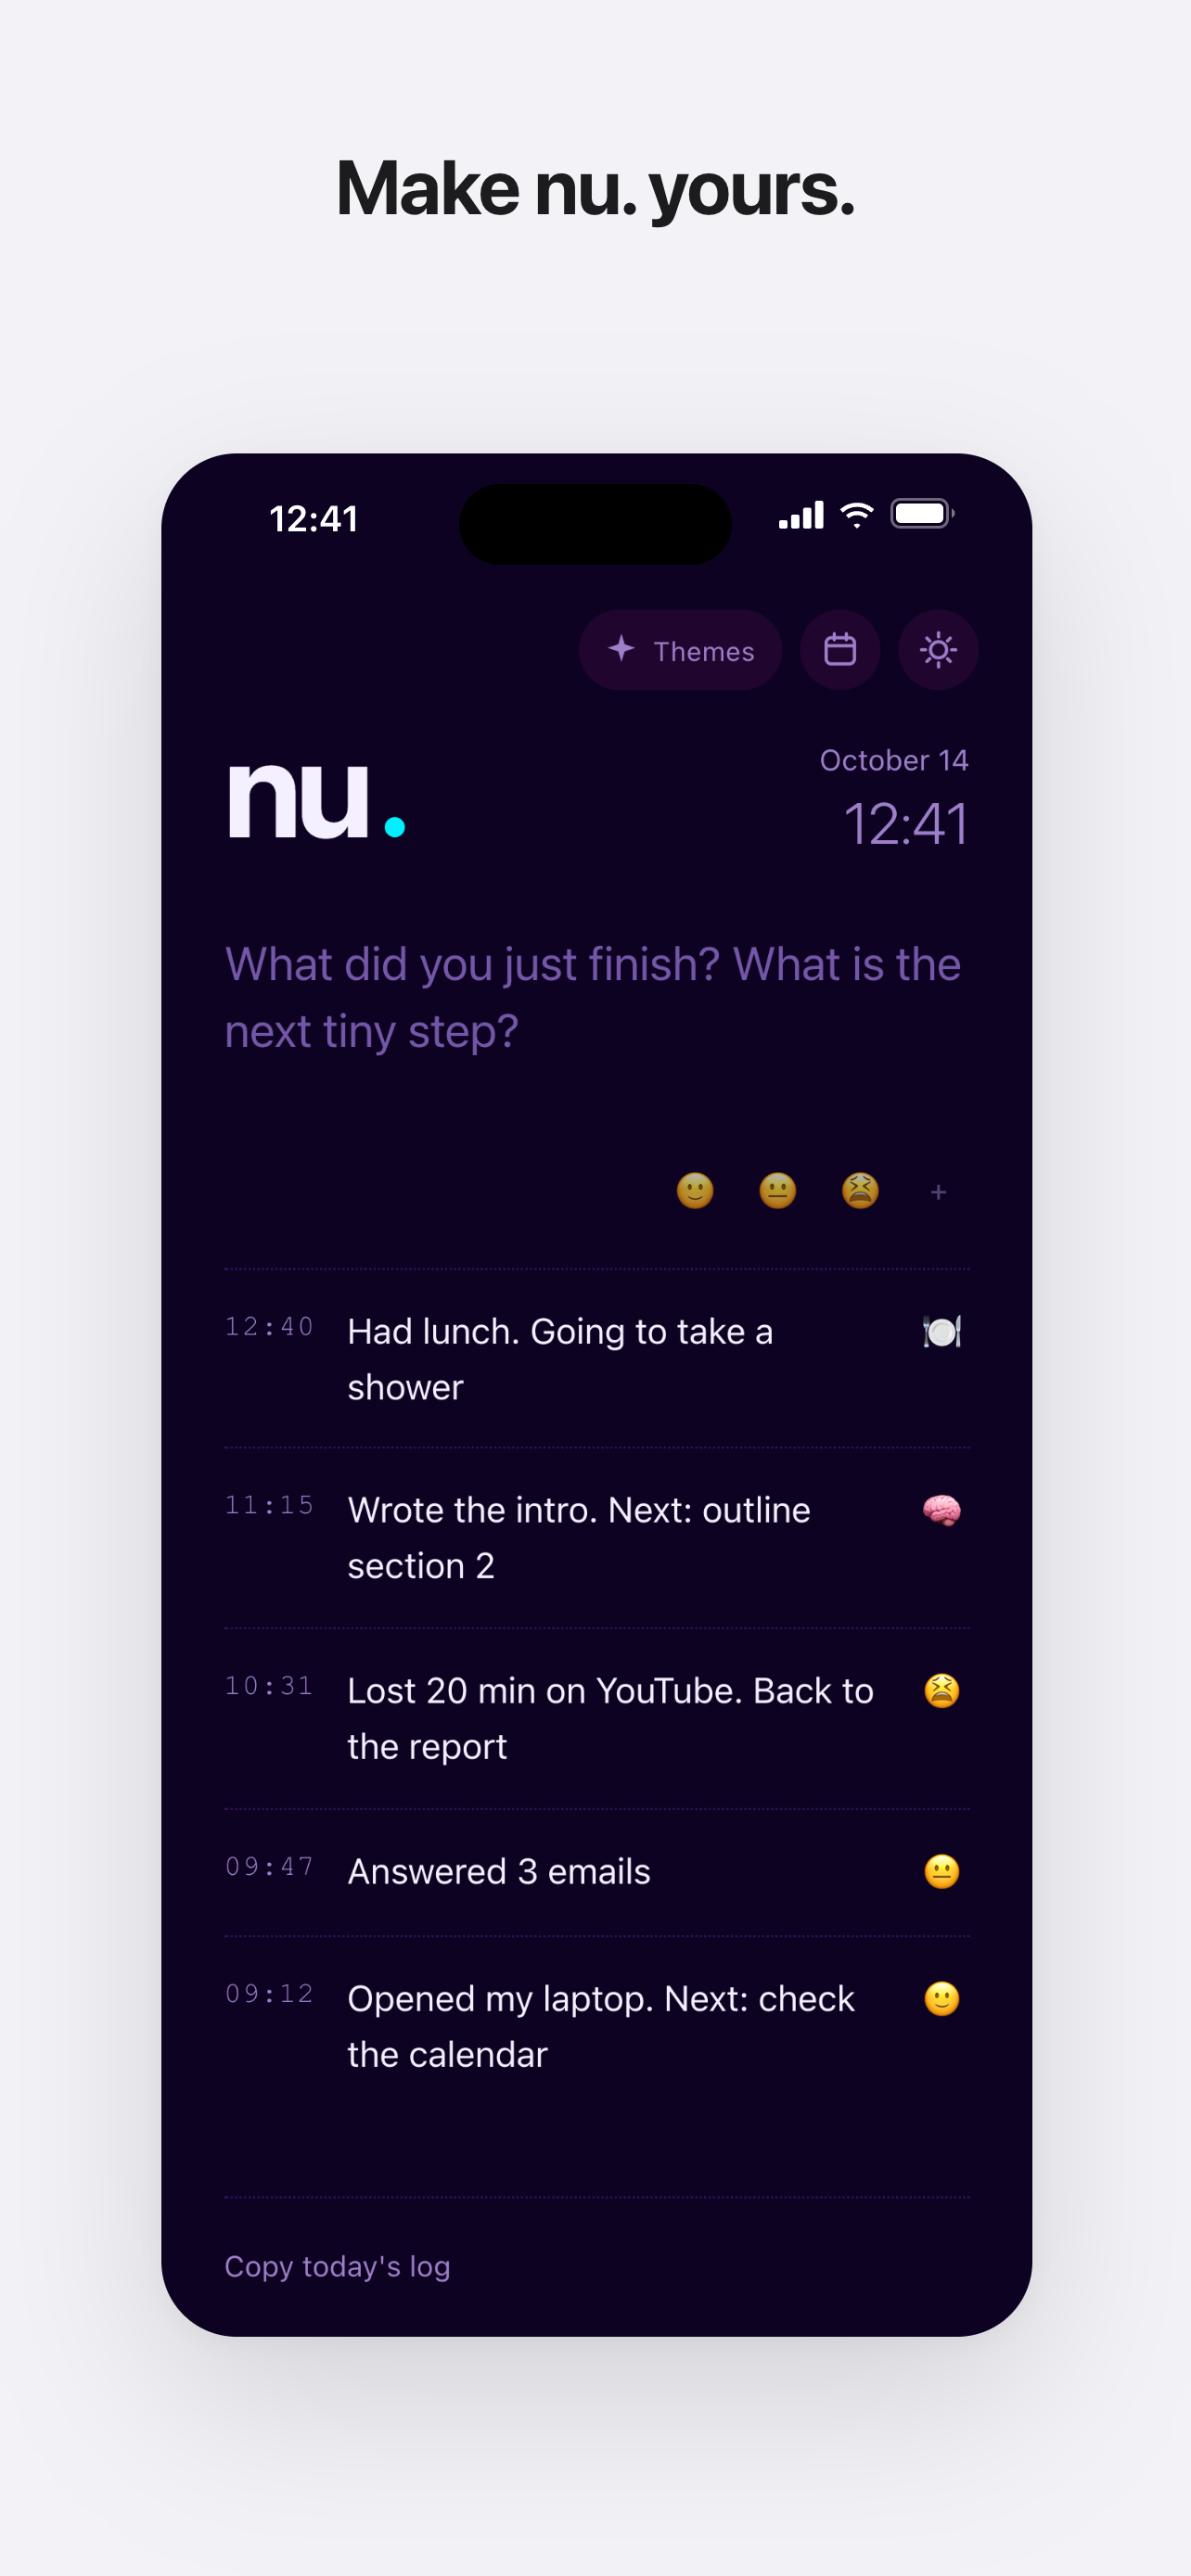 Make nu. yours.
12:41
Themes
nu.
October 14
12:41
What did you just finish? What is the
next tiny step?
+
12:40 Had lunch. Going to take a
shower
11:15 Wrote the intro. Next: outline
section 2
10:31 Lost 20 min on YouTube. Back to
the report
09:47 Answered 3 emails
09:12 Opened my laptop. Next: check
the calendar
Copy today's log